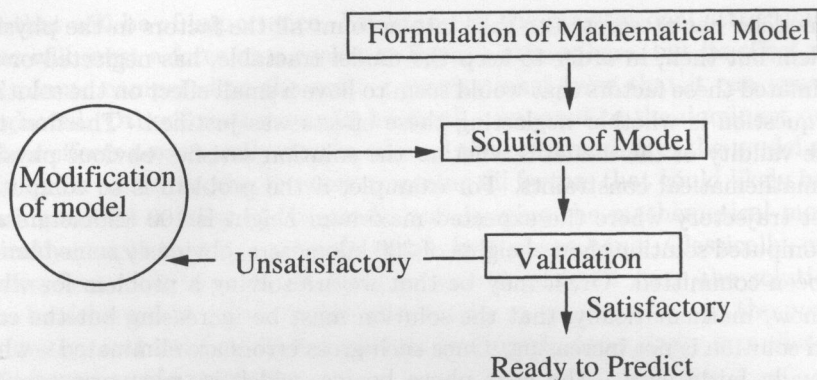 Formulation of Mathematical Model
Solution of Model
Modification
of model
Unsatisfactory
Validation
Satisfactory
Ready to Predict